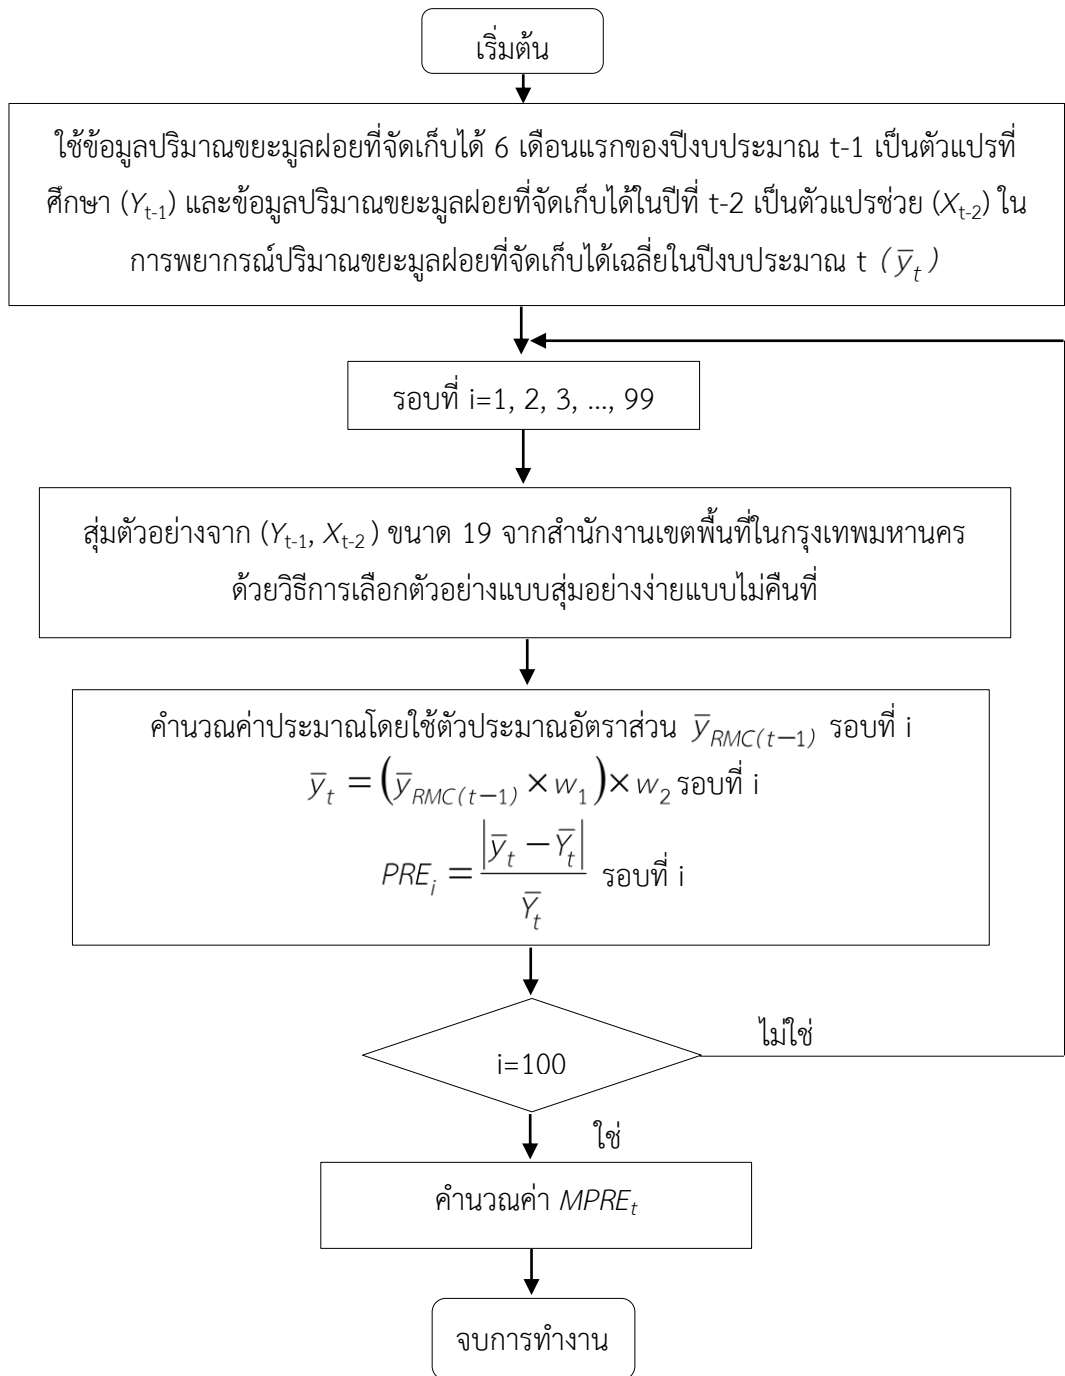 เริ่มต้น
ใช้ข้อมูลปริมาณขยะมูลฝอยที่จัดเก็บได้ 6 เดือนแรกของปีงบประมาณ t-1 เป็นตัวแปรที่
ศึกษา (Y_{t-1}) และข้อมูลปริมาณขยะมูลฝอยที่จัดเก็บได้ในปีที่ t-2 เป็นตัวแปรช่วย (X_{t-2}) ใน
การพยากรณ์ปริมาณขยะมูลฝอยที่จัดเก็บได้เฉลี่ยในปีงบประมาณ t (ȳ_t)
รอบที่ i=1, 2, 3, ..., 99
สุ่มตัวอย่างจาก (Y_{t-1}, X_{t-2}) ขนาด 19 จากสำนักงานเขตพื้นที่ในกรุงเทพมหานคร
ด้วยวิธีการเลือกตัวอย่างแบบสุ่มอย่างง่ายแบบไม่คืนที่
คำนวณค่าประมาณโดยใช้ตัวประมาณอัตราส่วน ȳ_{RMC(t−1)} รอบที่ i
ȳ_t = (ȳ_{RMC(t−1)} × w_1) × w_2 รอบที่ i
PRE_i = |ȳ_t − Ȳ_t| / Ȳ_t รอบที่ i
i=100
ไม่ใช่
ใช่
คำนวณค่า MPRE_t
จบการทำงาน